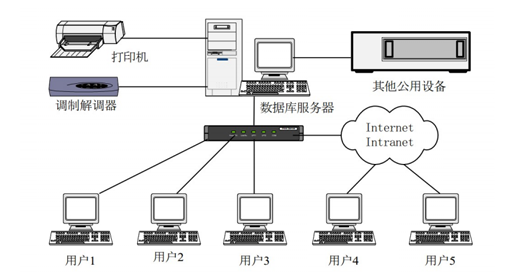 打印机
调制解调器
数据库服务器
其他公用设备
Internet
Intranet
用户1
用户2
用户3
用户4
用户5